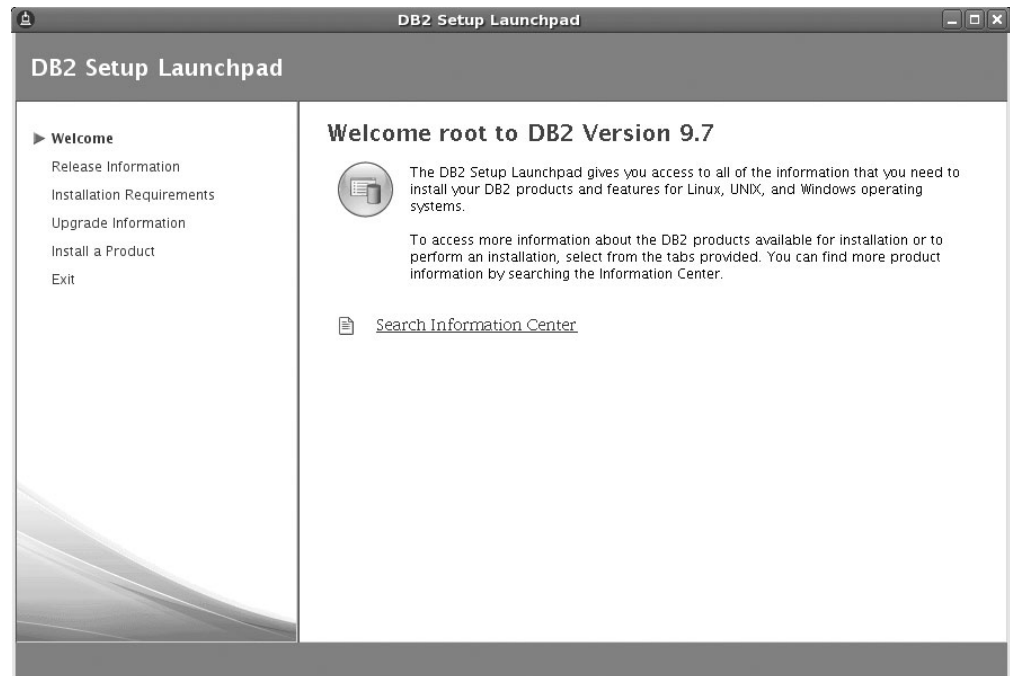 DB2 Setup Launchpad
DB2 Setup Launchpad
Welcome
Release Information
Installation Requirements
Upgrade Information
Install a Product
Exit
Welcome root to DB2 Version 9.7
The DB2 Setup Launchpad gives you access to all of the information that you need to
install your DB2 products and features for Linux, UNIX, and Windows operating
systems.
To access more information about the DB2 products available for installation or to
perform an installation, select from the tabs provided. You can find more product
information by searching the Information Center.
Search Information Center